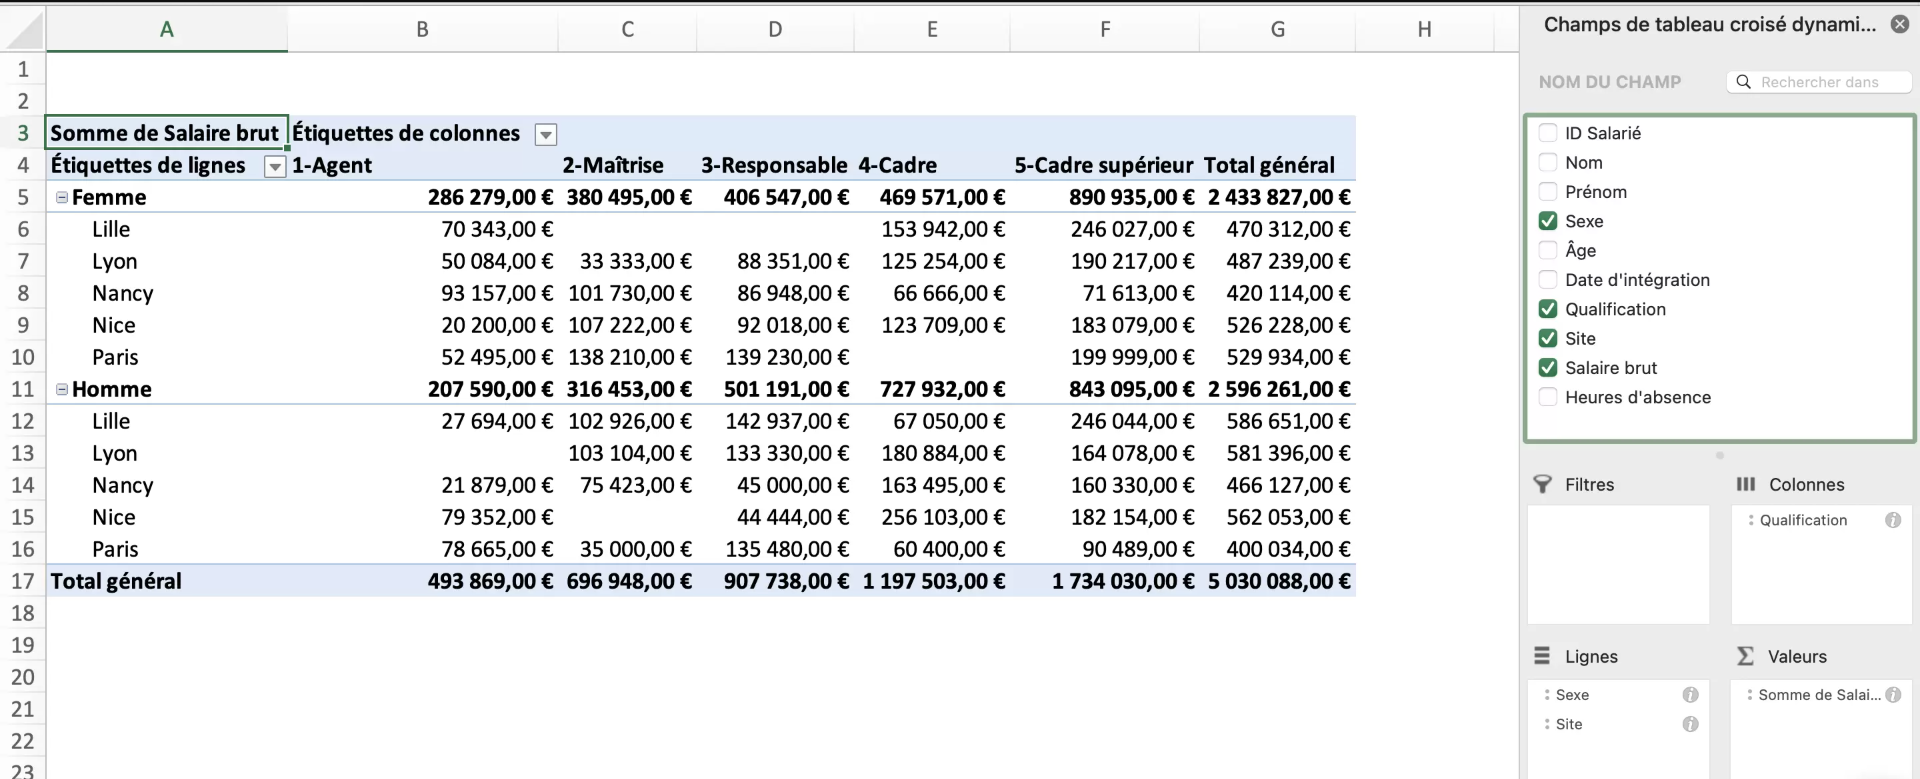 A B C D E F G H
1
2
3 Somme de Salaire brut Étiquettes de colonnes
4 Étiquettes de lignes 1-Agent 2-Maîtrise 3-Responsable 4-Cadre 5-Cadre supérieur Total général
5 Femme 286 279,00 € 380 495,00 € 406 547,00 € 469 571,00 € 890 935,00 € 2 433 827,00 €
6 Lille 70 343,00 € 153 942,00 € 246 027,00 € 470 312,00 €
7 Lyon 50 084,00 € 33 333,00 € 88 351,00 € 125 254,00 € 190 217,00 € 487 239,00 €
8 Nancy 93 157,00 € 101 730,00 € 86 948,00 € 66 666,00 € 71 613,00 € 420 114,00 €
9 Nice 20 200,00 € 107 222,00 € 92 018,00 € 123 709,00 € 183 079,00 € 526 228,00 €
10 Paris 52 495,00 € 138 210,00 € 139 230,00 € 199 999,00 € 529 934,00 €
11 Homme 207 590,00 € 316 453,00 € 501 191,00 € 727 932,00 € 843 095,00 € 2 596 261,00 €
12 Lille 27 694,00 € 102 926,00 € 142 937,00 € 67 050,00 € 246 044,00 € 586 651,00 €
13 Lyon 103 104,00 € 133 330,00 € 180 884,00 € 164 078,00 € 581 396,00 €
14 Nancy 21 879,00 € 75 423,00 € 45 000,00 € 163 495,00 € 160 330,00 € 466 127,00 €
15 Nice 79 352,00 € 44 444,00 € 256 103,00 € 182 154,00 € 562 053,00 €
16 Paris 78 665,00 € 35 000,00 € 135 480,00 € 60 400,00 € 90 489,00 € 400 034,00 €
17 Total général 493 869,00 € 696 948,00 € 907 738,00 € 1 197 503,00 € 1 734 030,00 € 5 030 088,00 €
18
19
20
21
22
23
Champs de tableau croisé dynami...
NOM DU CHAMP Rechercher dans
ID Salarié
Nom
Prénom
Sexe
Âge
Date d'intégration
Qualification
Site
Salaire brut
Heures d'absence
Filtres Colonnes
Qualification
Lignes Valeurs
Sexe Somme de Salai...
Site